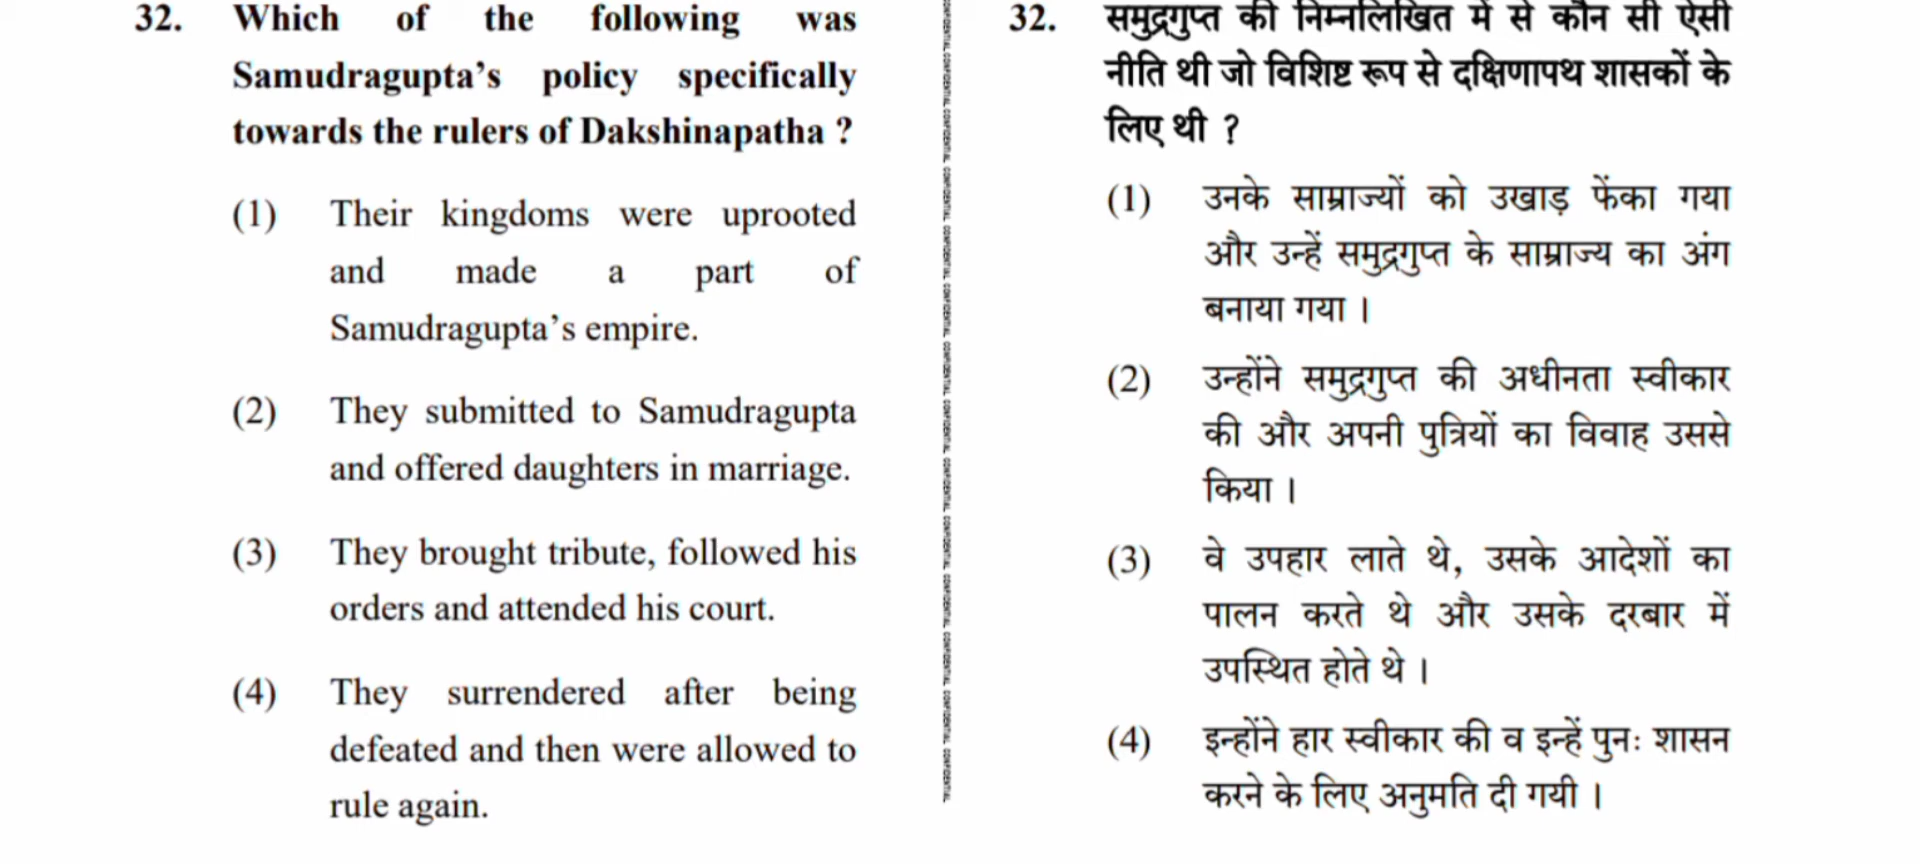 32. Which of the following was
Samudragupta’s policy specifically
towards the rulers of Dakshinapatha ?
(1) Their kingdoms were uprooted
and made a part of
Samudragupta’s empire.
(2) They submitted to Samudragupta
and offered daughters in marriage.
(3) They brought tribute, followed his
orders and attended his court.
(4) They surrendered after being
defeated and then were allowed to
rule again.
32. समुद्रगुप्त की निम्नलिखित में से कौन सी ऐसी
नीति थी जो विशिष्ट रूप से दक्षिणापथ शासकों के
लिए थी ?
(1) उनके साम्राज्यों को उखाड़ फेंका गया
और उन्हें समुद्रगुप्त के साम्राज्य का अंग
बनाया गया ।
(2) उन्होंने समुद्रगुप्त की अधीनता स्वीकार
की और अपनी पुत्रियों का विवाह उससे
किया ।
(3) वे उपहार लाते थे, उसके आदेशों का
पालन करते थे और उसके दरबार में
उपस्थित होते थे ।
(4) इन्होंने हार स्वीकार की व इन्हें पुनः शासन
करने के लिए अनुमति दी गयी ।